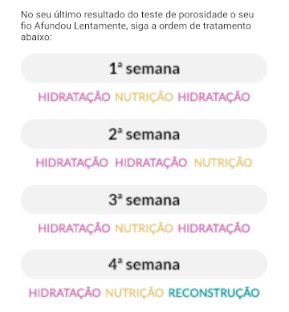 No seu último resultado do teste de porosidade o seu
fio Afundou Lentamente, siga a ordem de tratamento
abaixo:
1ª semana
HIDRATAÇÃO NUTRIÇÃO HIDRATAÇÃO
2ª semana
HIDRATAÇÃO HIDRATAÇÃO NUTRIÇÃO
3ª semana
HIDRATAÇÃO NUTRIÇÃO HIDRATAÇÃO
4ª semana
HIDRATAÇÃO NUTRIÇÃO RECONSTRUÇÃO